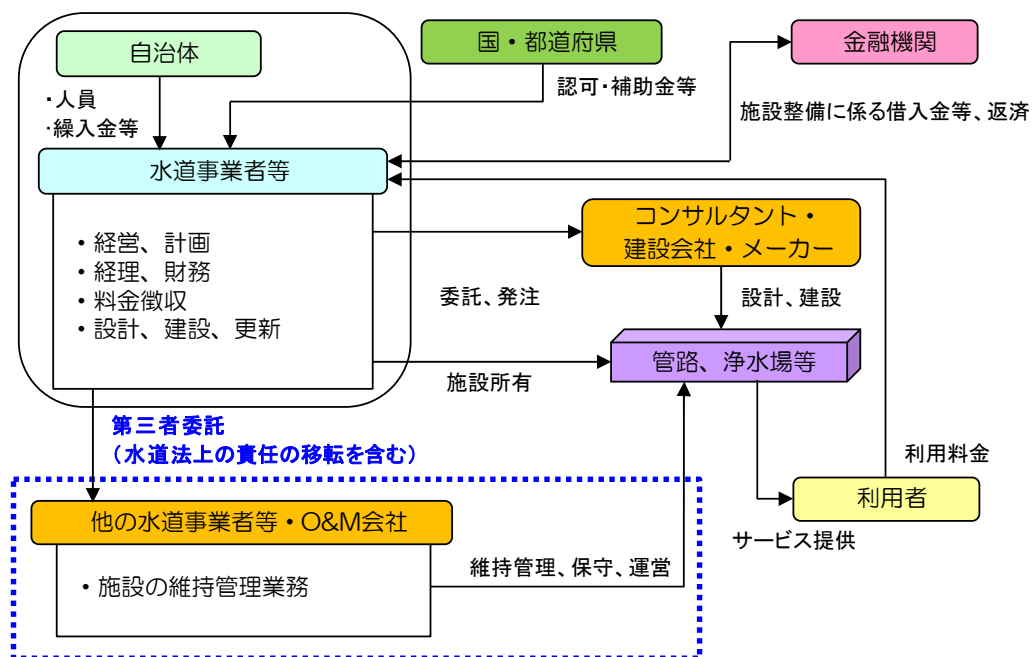 自治体
国・都道府県
金融機関
・人員
・繰入金等
認可・補助金等
施設整備に係る借入金等、返済
水道事業者等
・経営、計画
・経理、財務
・料金徴収
・設計、建設、更新
コンサルタント・
建設会社・メーカー
委託、発注
設計、建設
管路、浄水場等
施設所有
第三者委託
（水道法上の責任の移転を含む）
利用料金
利用者
他の水道事業者等・O&M会社
サービス提供
維持管理、保守、運営
・施設の維持管理業務